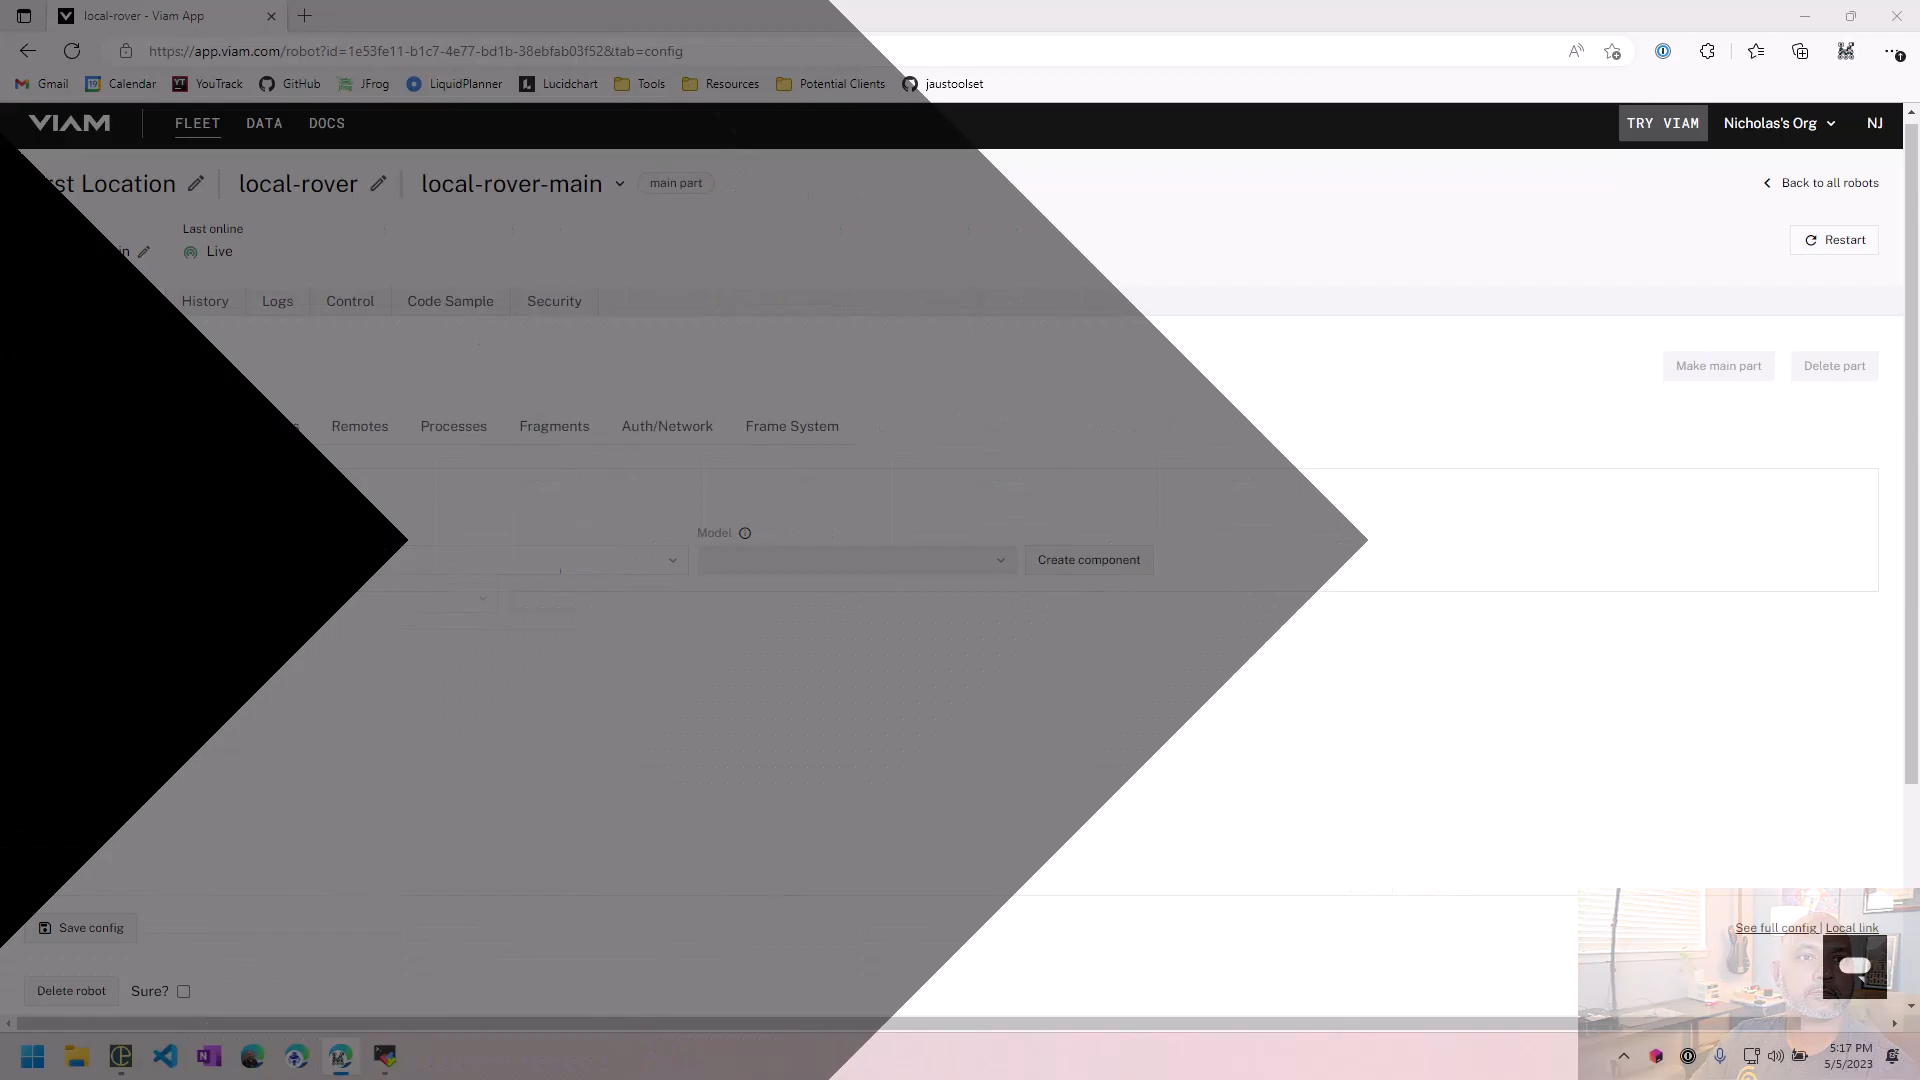 local-rover - Viam App
https://app.viam.com/robot?id=1e53fe11-b1c7-4e77-bd1b-38ebfab03f52&tab=config
Gmail Calendar YouTrack GitHub JFrog LiquidPlanner Lucidchart Tools Resources Potential Clients jaustoolset
VIAM FLEET DATA DOCS TRY VIAM Nicholas's Org NJ
st Location local-rover local-rover-main main part Back to all robots
Last online
Live Restart
History Logs Control Code Sample Security
Make main part Delete part
Remotes Processes Fragments Auth/Network Frame System
Model
Create component
Save config See full config | Local link
Delete robot Sure?
5:17 PM
5/5/2023